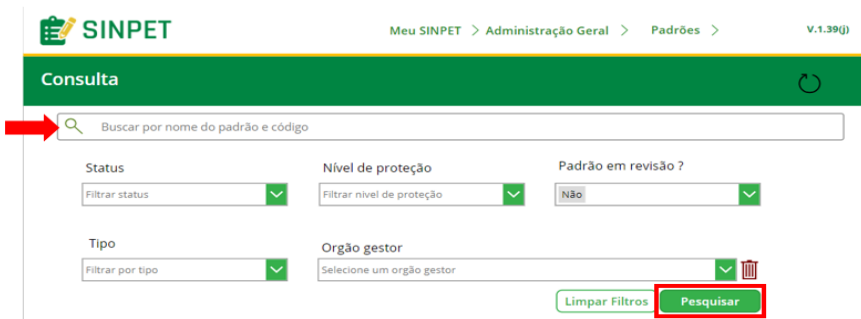 SINPET
Meu SINPET > Administração Geral > Padrões > V.1.39(j)
Consulta
Buscar por nome do padrão e código
Status Nível de proteção Padrão em revisão ?
Filtrar status Filtrar nivel de proteção Não
Tipo Orgão gestor
Filtrar por tipo Selecione um orgão gestor
Limpar Filtros Pesquisar